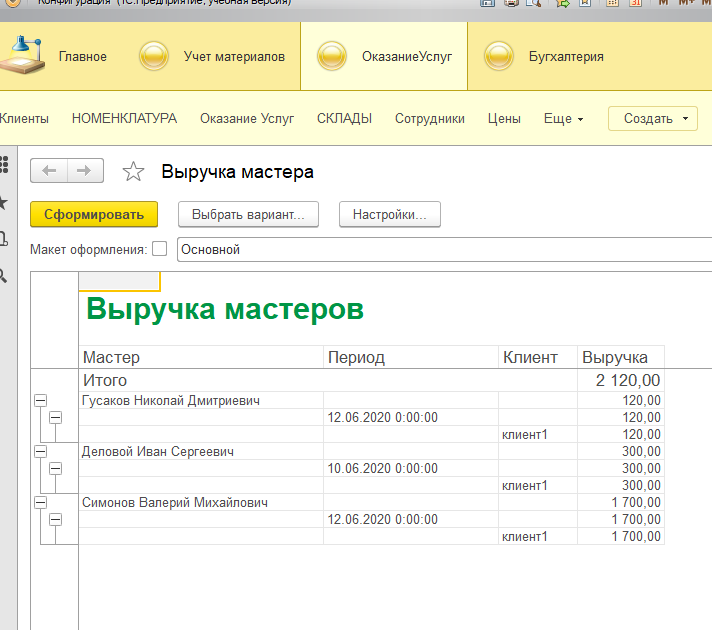 Конфигурация (1С:Предприятие, учебная версия)
M M+ M
Главное Учет материалов ОказаниеУслуг Бугхалтерия
Клиенты НОМЕНКЛАТУРА Оказание Услуг СКЛАДЫ Сотрудники Цены Еще Создать
Выручка мастера
Сформировать Выбрать вариант... Настройки...
Макет оформления: Основной
Выручка мастеров
Мастер Период Клиент Выручка
Итого 2 120,00
Гусаков Николай Дмитриевич 120,00
12.06.2020 0:00:00 120,00
клиент1 120,00
Деловой Иван Сергеевич 300,00
10.06.2020 0:00:00 300,00
клиент1 300,00
Симонов Валерий Михайлович 1 700,00
12.06.2020 0:00:00 1 700,00
клиент1 1 700,00